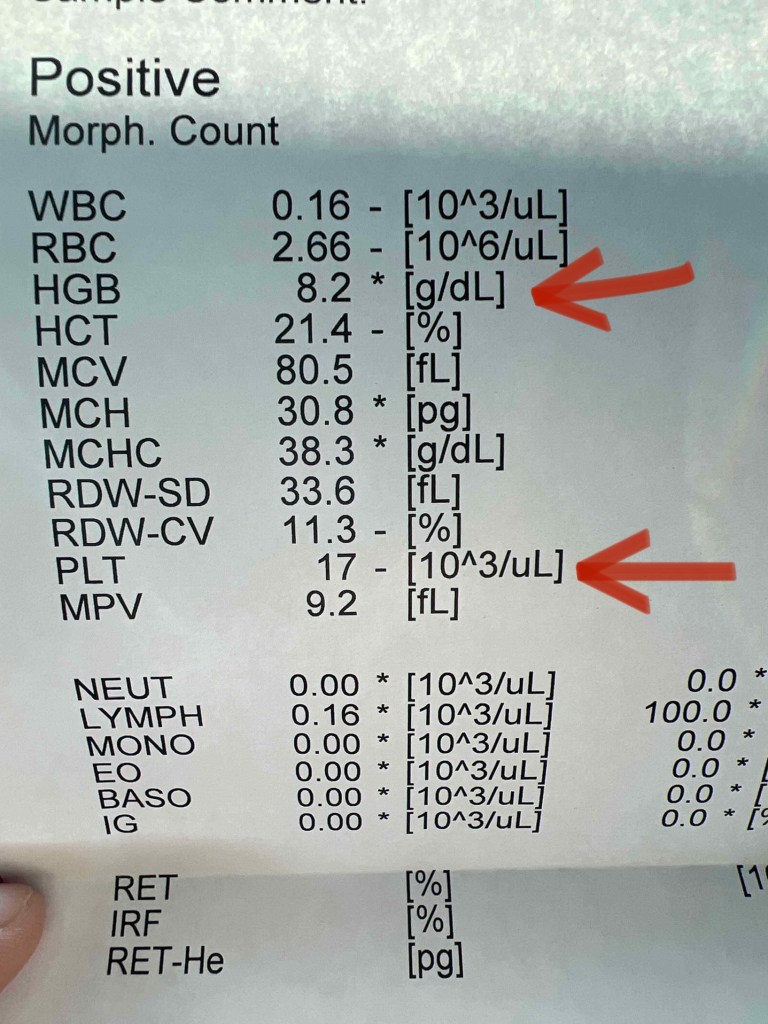 Positive
Morph. Count
WBC 0.16 - [10^3/uL]
RBC 2.66 - [10^6/uL]
HGB 8.2 * [g/dL]
HCT 21.4 - [%]
MCV 80.5 [fL]
MCH 30.8 * [pg]
MCHC 38.3 * [g/dL]
RDW-SD 33.6 [fL]
RDW-CV 11.3 - [%]
PLT 17 - [10^3/uL]
MPV 9.2 [fL]
NEUT 0.00 * [10^3/uL] 0.0 *
LYMPH 0.16 * [10^3/uL] 100.0 *
MONO 0.00 * [10^3/uL] 0.0 *
EO 0.00 * [10^3/uL] 0.0 * [
BASO 0.00 * [10^3/uL] 0.0 * [
IG 0.00 * [10^3/uL] 0.0 * [%
RET [%] [10
IRF [%]
RET-He [pg]